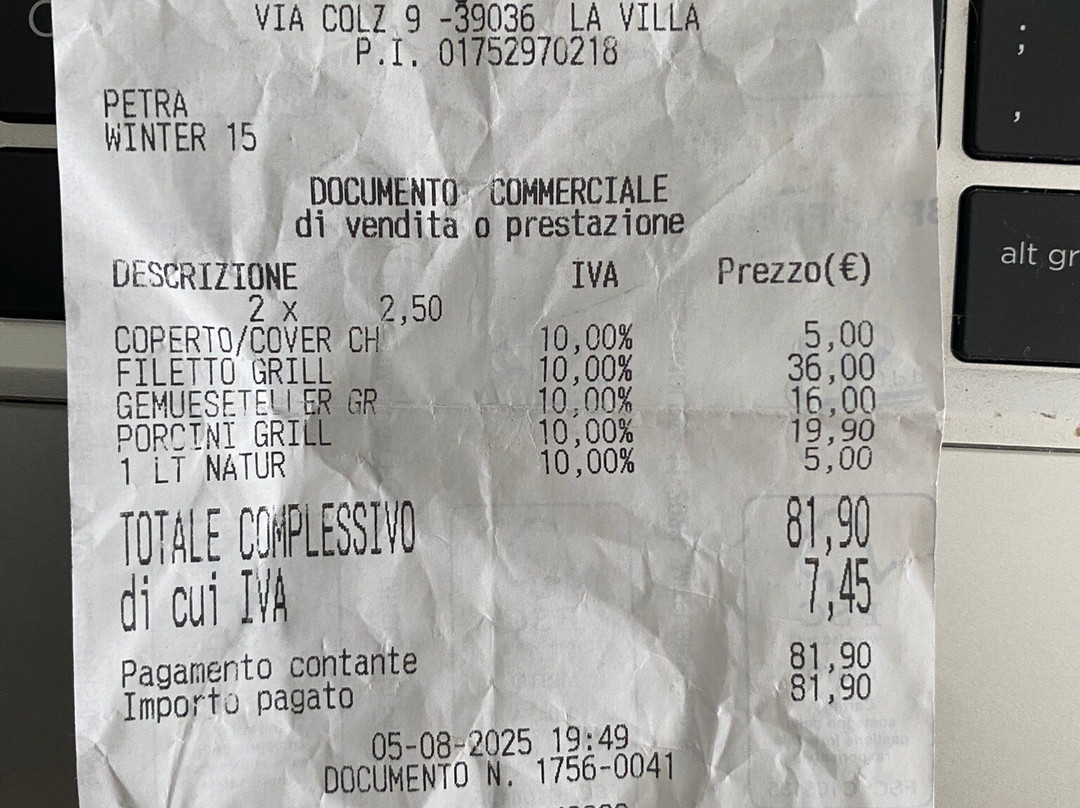 VIA COLZ 9 -39036 LA VILLA
P.I. 01752970218
PETRA
WINTER 15
DOCUMENTO COMMERCIALE
di vendita o prestazione
DESCRIZIONE IVA Prezzo(€)
2 x 2,50
COPERTO/COVER CH 10,00% 5,00
FILETTO GRILL 10,00% 36,00
GEMUESETELLER GR 10,00% 16,00
PORCINI GRILL 10,00% 19,90
1 LT NATUR 10,00% 5,00
TOTALE COMPLESSIVO 81,90
di cui IVA 7,45
Pagamento contante 81,90
Importo pagato 81,90
05-08-2025 19:49
DOCUMENTO N. 1756-0041
;
,
alt gr